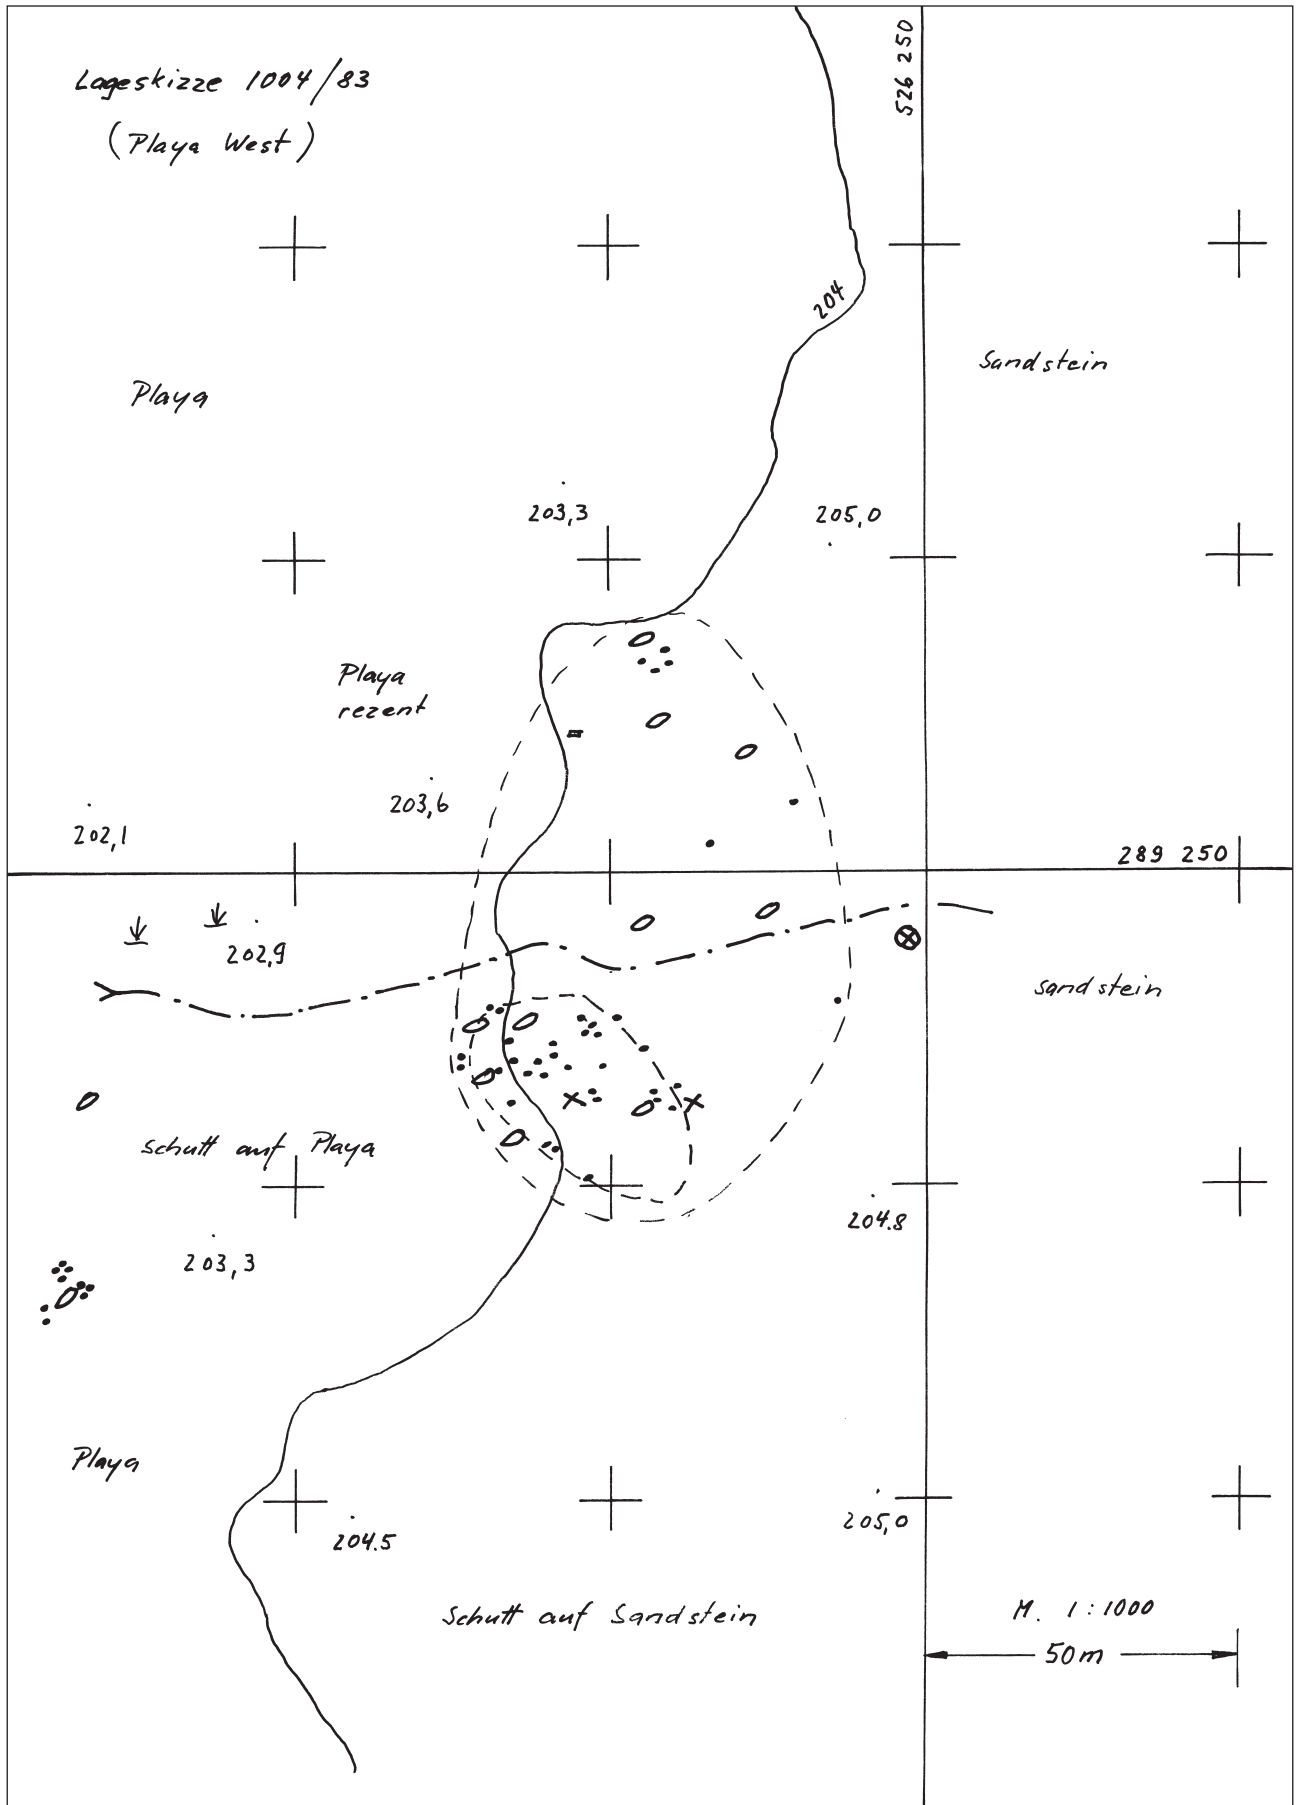 Lageskizze 1004/83
(Playa West)
526 250
204
Sandstein
Playa
203,3
205,0
Playa
rezent
203,6
202,1
289 250
202,9
Sandstein
Schutt auf Playa
204.8
203,3
Playa
205,0
204.5
Schutt auf Sandstein
M. 1:1000
50m